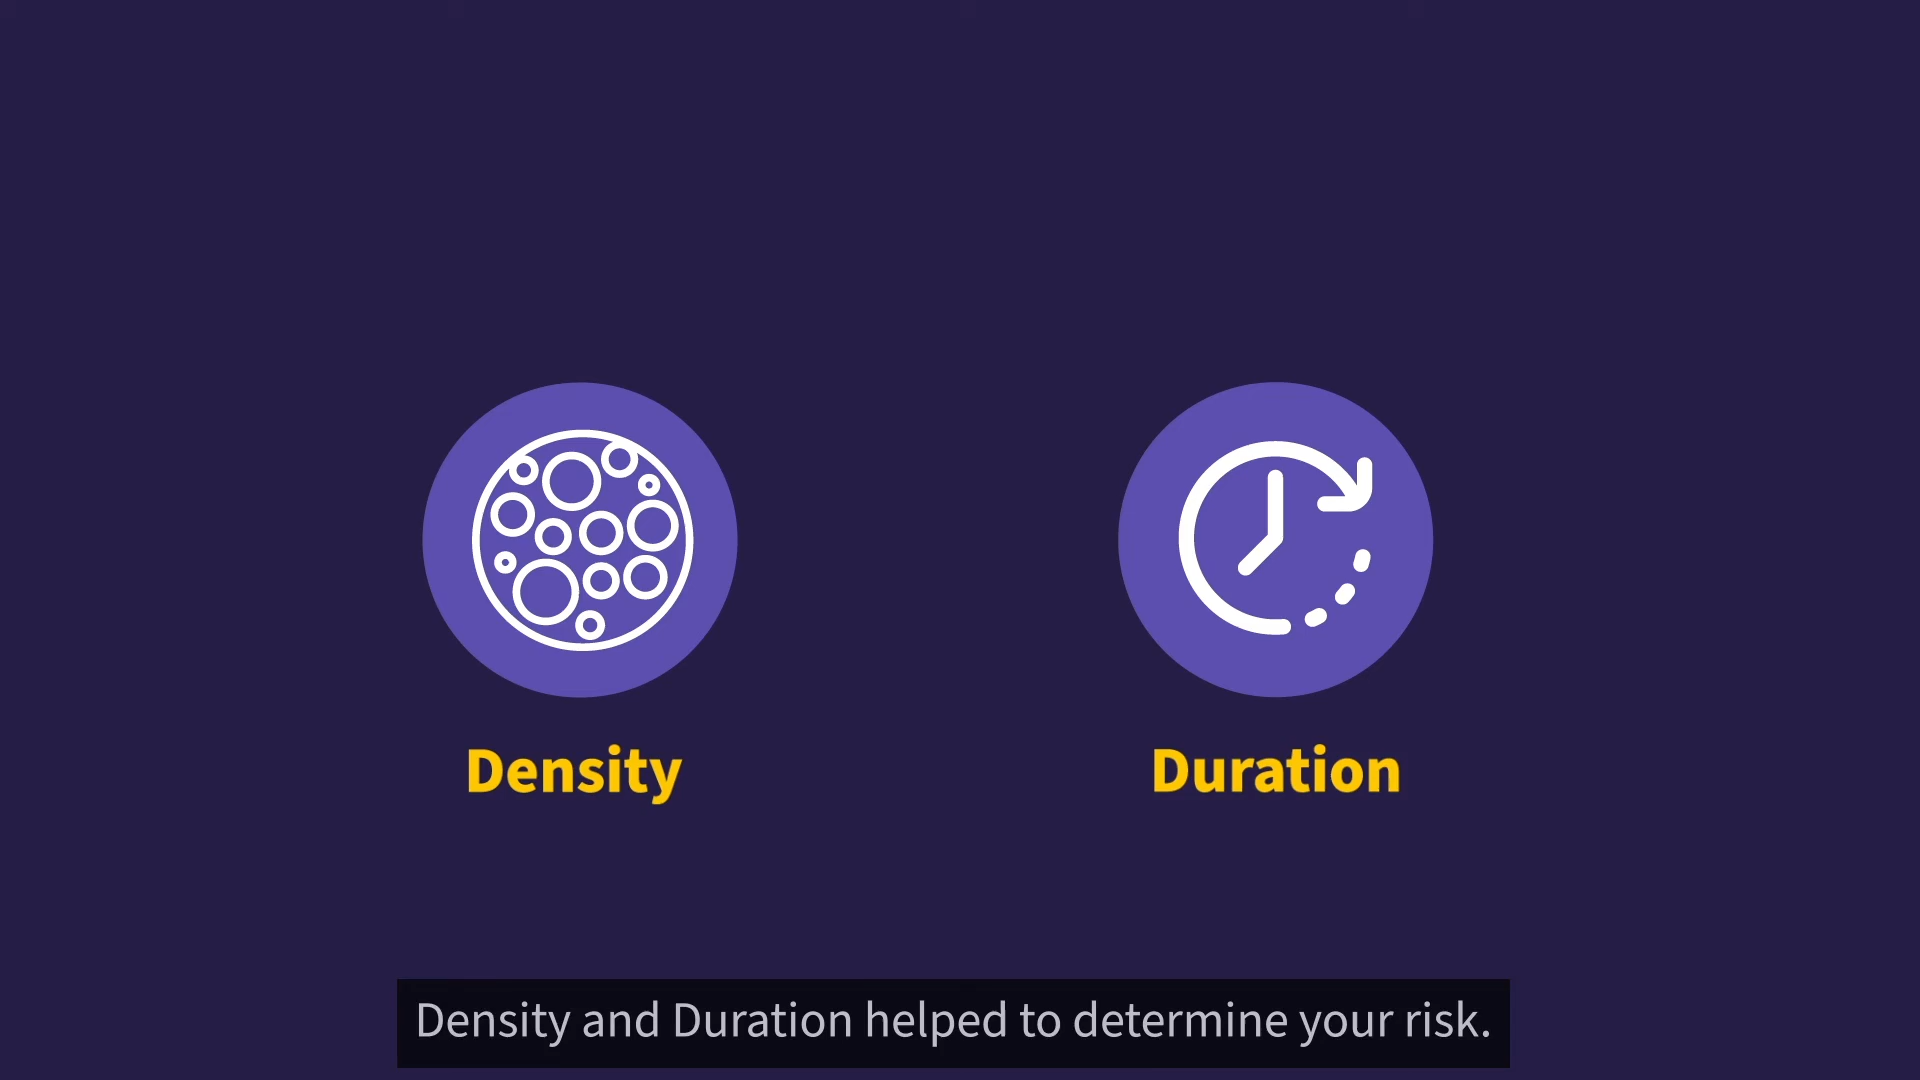 Density
Duration
Density and Duration helped to determine your risk.